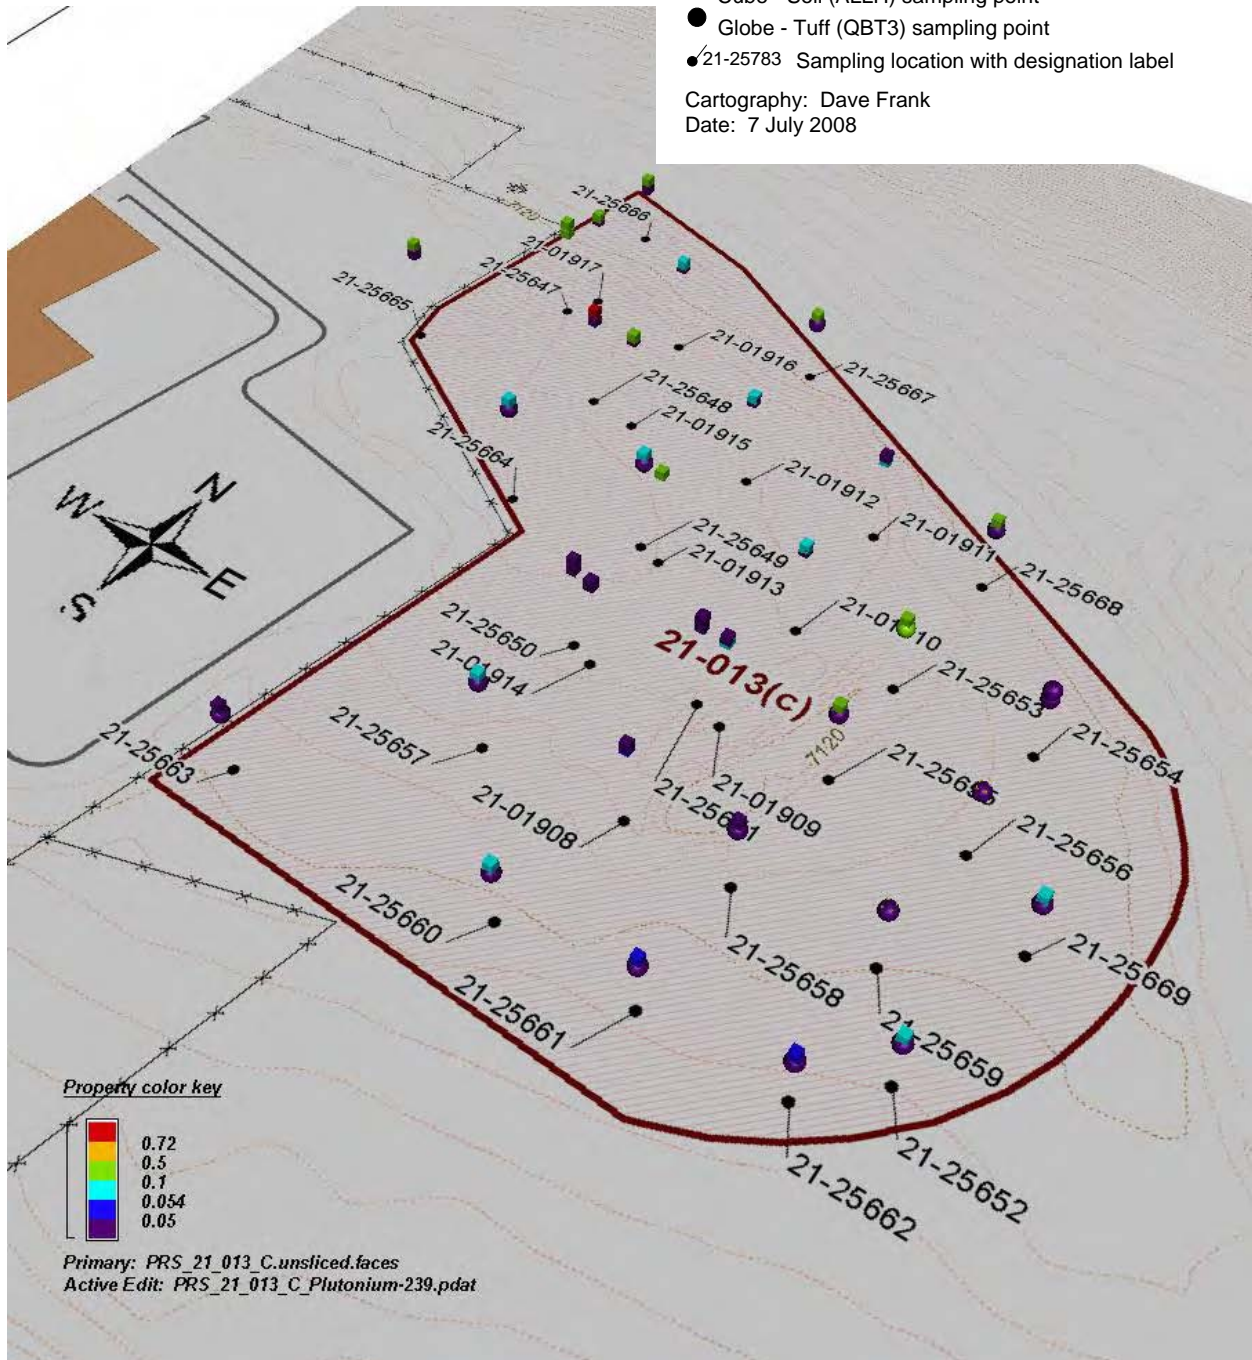 sampling point
Globe - Tuff (QBT3) sampling point
21-25783 Sampling location with designation label
Cartography: Dave Frank
Date: 7 July 2008
21-25666
7120
21-01917
21-25647
21-25665
21-01916
21-25667
21-25648
21-01915
21-25664
21-01912
21-01911
21-25649
21-01913
21-25668
N
W
E
S
21-25650
21-01914
21-013(c)
21-25653
21-25654
21-25657
21-25663
7120
21-01908
21-01909
21-25656
21-25660
21-25658
21-25669
21-25661
21-25659
21-25652
21-25662
Property color key
0.72
0.5
0.1
0.054
0.05
Primary: PRS_21_013_C.unsliced.faces
Active Edit: PRS_21_013_C_Plutonium-239.pdat